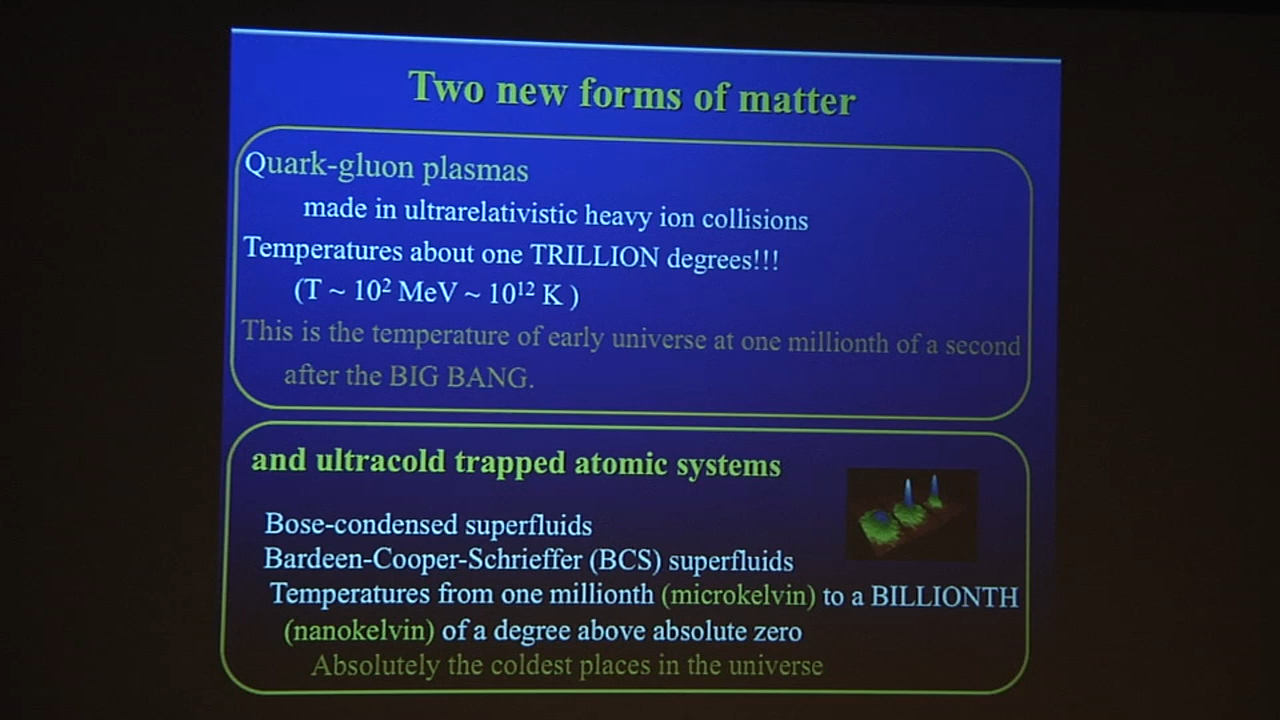 Two new forms of matter
Quark-gluon plasmas
made in ultrarelativistic heavy ion collisions
Temperatures about one TRILLION degrees!!!
(T ~ 10² MeV ~ 10¹² K )
This is the temperature of early universe at one millionth of a second
after the BIG BANG.
and ultracold trapped atomic systems
Bose-condensed superfluids
Bardeen-Cooper-Schrieffer (BCS) superfluids
Temperatures from one millionth (microkelvin) to a BILLIONTH
(nanokelvin) of a degree above absolute zero
Absolutely the coldest places in the universe